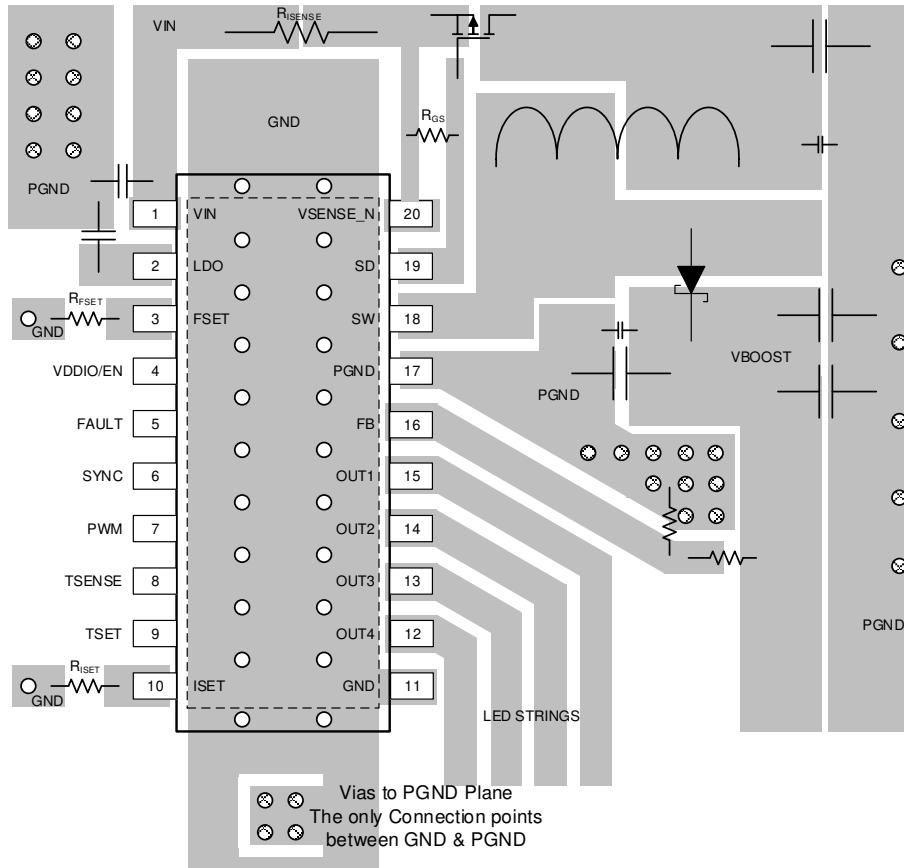 VIN
RISENSE
GND
RGS
PGND
1 VIN VSENSE_N 20
2 LDO SD 19
RFSET
GND
3 FSET SW 18
VDDIO/EN 4 PGND 17
VBOOST
PGND
FAULT 5 FB 16
SYNC 6 OUT1 15
PWM 7 OUT2 14
TSENSE 8 OUT3 13
TSET 9 OUT4 12
PGND
RISET
GND
10 ISET GND 11
LED STRINGS
Vias to PGND Plane
The only Connection points
between GND & PGND